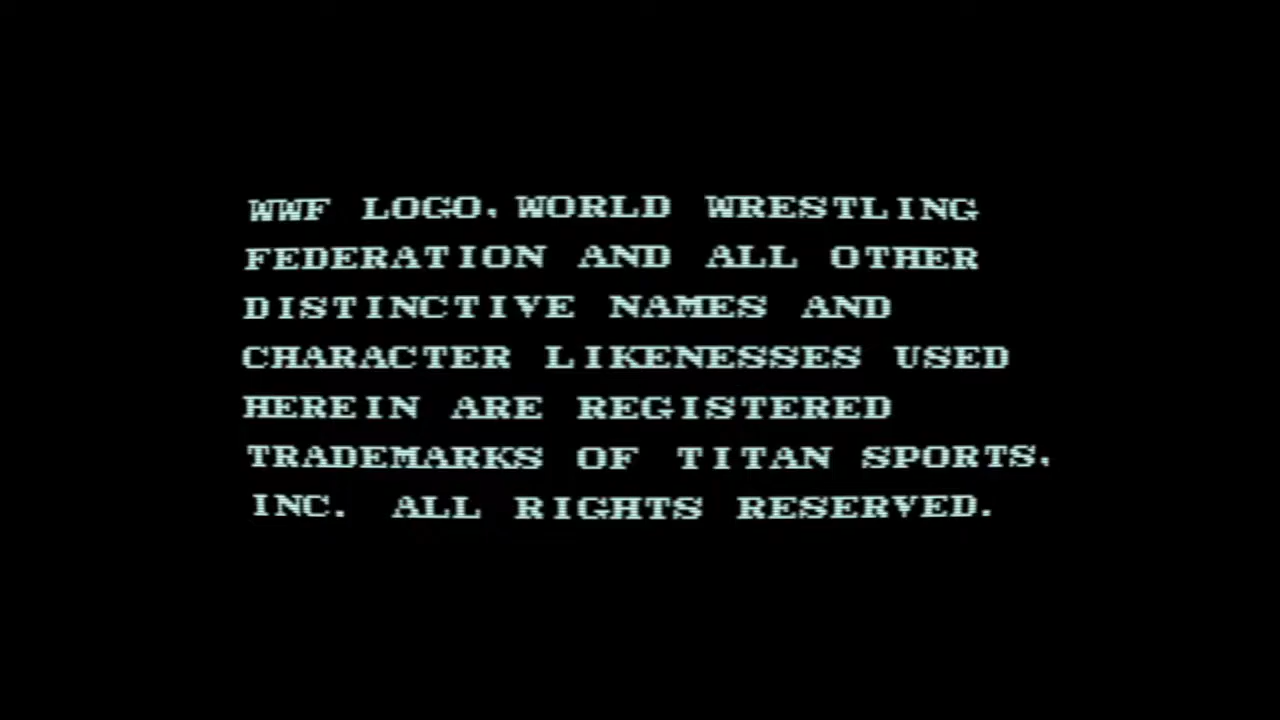 WWF LOGO, WORLD WRESTLING
FEDERATION AND ALL OTHER
DISTINCTIVE NAMES AND
CHARACTER LIKENESSES USED
HEREIN ARE REGISTERED
TRADEMARKS OF TITAN SPORTS,
INC. ALL RIGHTS RESERVED.